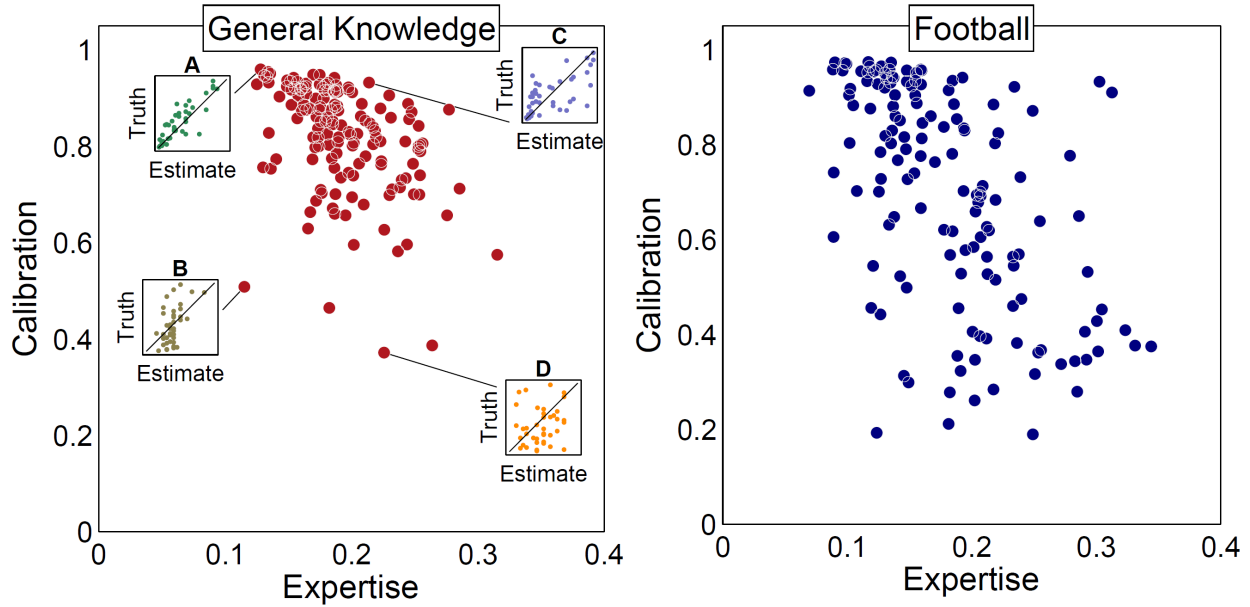 General Knowledge
Calibration
1
0.8
0.6
0.4
0.2
0
0
0.1
0.2
0.3
0.4
Expertise
A
Truth
Estimate
B
Truth
Estimate
C
Truth
Estimate
D
Truth
Estimate
Football
Calibration
1
0.8
0.6
0.4
0.2
0
0
0.1
0.2
0.3
0.4
Expertise